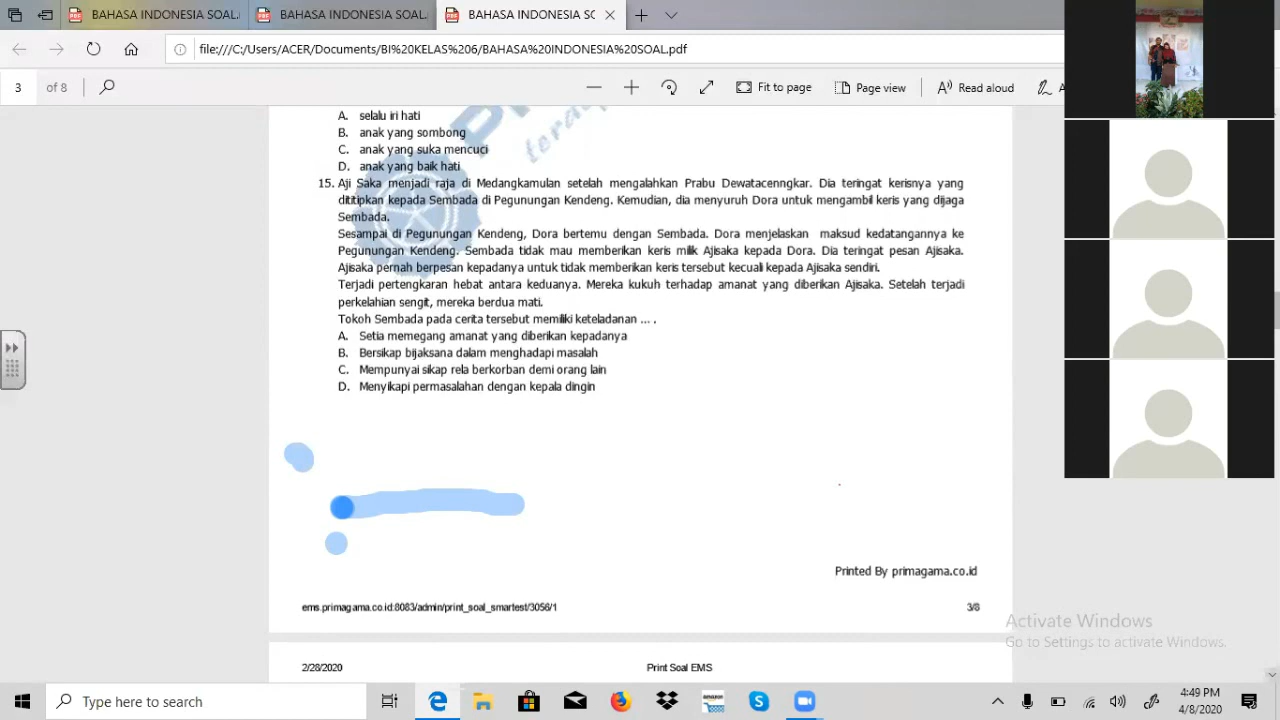 BAHASA INDONESIA SO
BAHASA INDONESIA SO
BAHASA INDONESIA SC
file:///C:/Users/ACER/Documents/BI%20KELAS%206/BAHASA%20INDONESIA%20SOAL.pdf
3 of 8
Fit to page
Page view
Read aloud
A. selalu iri hati
B. anak yang sombong
C. anak yang suka mencuci
D. anak yang baik hati
15. Aji Saka menjadi raja di Medangkamulan setelah mengalahkan Prabu Dewatacenngkar. Dia teringat kerisnya yang
dititipkan kepada Sembada di Pegunungan Kendeng. Kemudian, dia menyuruh Dora untuk mengambil keris yang dijaga
Sembada.
Sesampai di Pegunungan Kendeng, Dora bertemu dengan Sembada. Dora menjelaskan maksud kedatangannya ke
Pegunungan Kendeng. Sembada tidak mau memberikan keris milik Ajisaka kepada Dora. Dia teringat pesan Ajisaka.
Ajisaka pernah berpesan kepadanya untuk tidak memberikan keris tersebut kecuali kepada Ajisaka sendiri.
Terjadi pertengkaran hebat antara keduanya. Mereka kukuh terhadap amanat yang diberikan Ajisaka. Setelah terjadi
perkelahian sengit, mereka berdua mati.
Tokoh Sembada pada cerita tersebut memiliki keteladanan ... .
A. Setia memegang amanat yang diberikan kepadanya
B. Bersikap bijaksana dalam menghadapi masalah
C. Mempunyai sikap rela berkorban demi orang lain
D. Menyikapi permasalahan dengan kepala dingin
Printed By primagama.co.id
ems.primagama.co.id:8083/admin/print_soal_smartest/3056/1
3/8
Activate Windows
Go to Settings to activate Windows.
2/28/2020
Print Soal EMS
Type here to search
4:49 PM
4/8/2020